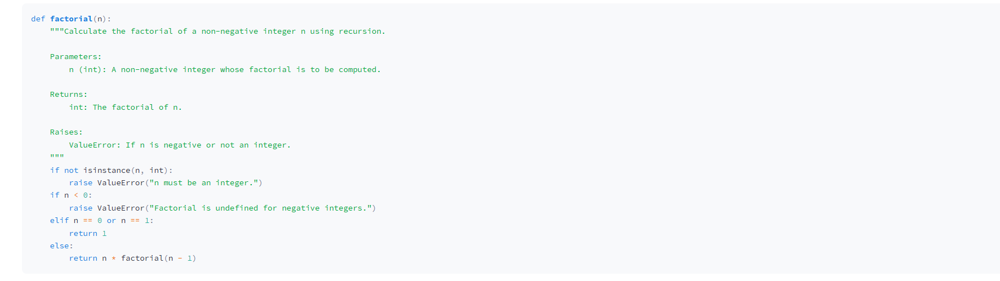 def factorial(n):
    """Calculate the factorial of a non-negative integer n using recursion.

    Parameters:
        n (int): A non-negative integer whose factorial is to be computed.

    Returns:
        int: The factorial of n.

    Raises:
        ValueError: If n is negative or not an integer.
    """
    if not isinstance(n, int):
        raise ValueError("n must be an integer.")
    if n < 0:
        raise ValueError("Factorial is undefined for negative integers.")
    elif n == 0 or n == 1:
        return 1
    else:
        return n * factorial(n - 1)